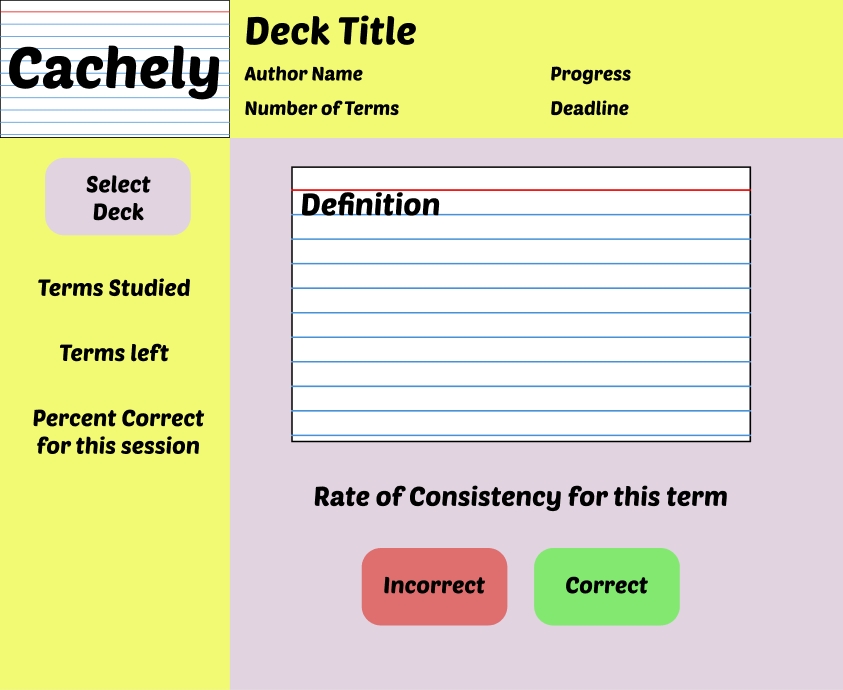 Cachely
Deck Title
Author Name
Progress
Number of Terms
Deadline
Select
Deck
Terms Studied
Terms left
Percent Correct
for this session
Definition
Rate of Consistency for this term
Incorrect
Correct